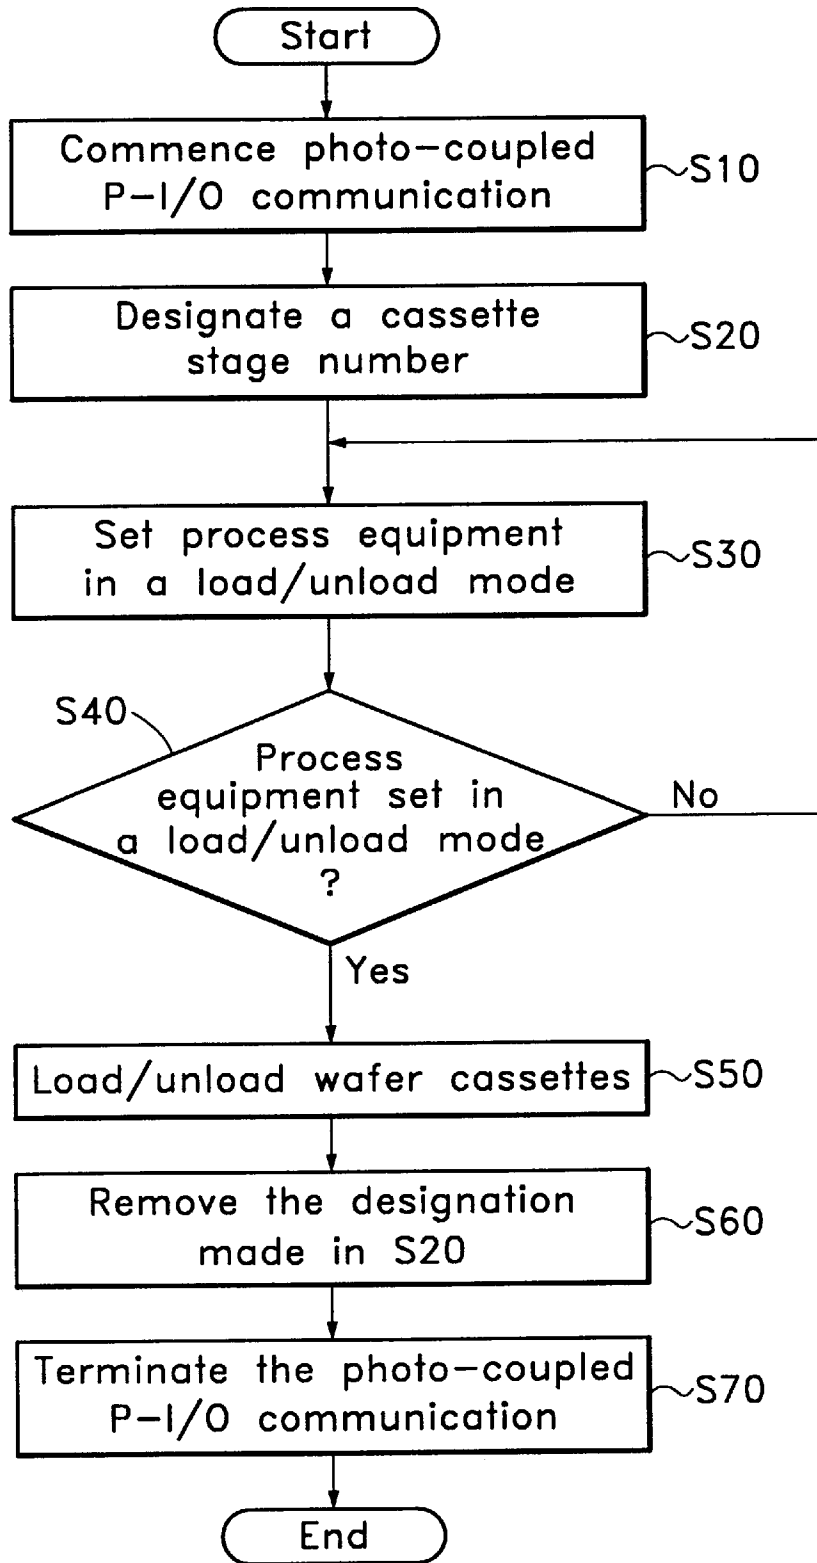 Start
Commence photo-coupled
P-I/O communication
S10
Designate a cassette
stage number
S20
Set process equipment
in a load/unload mode
S30
S40
Process
equipment set in
a load/unload mode
?
No
Yes
Load/unload wafer cassettes
S50
Remove the designation
made in S20
S60
Terminate the photo-coupled
P-I/O communication
S70
End